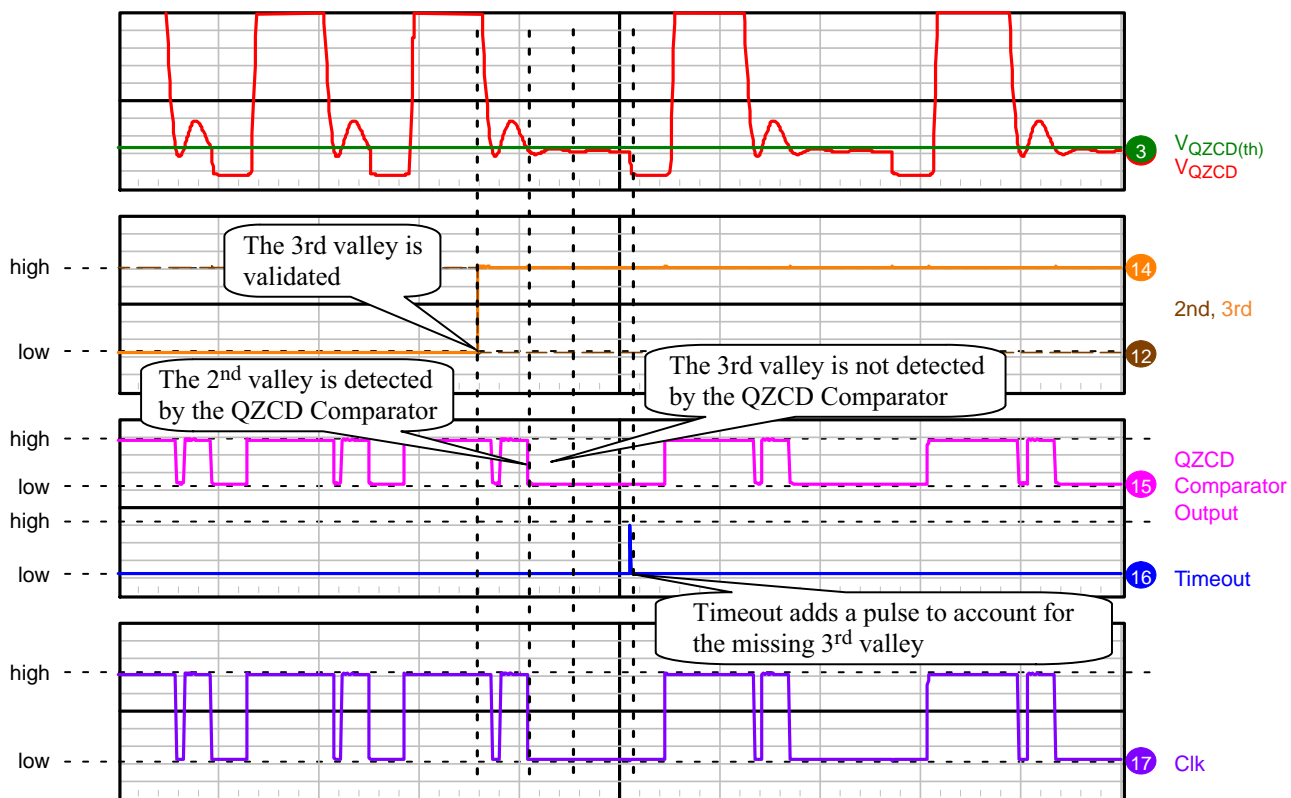 3
VQZCD(th)
VQZCD
The 3rd valley is
validated
high
14
2nd, 3rd
low
12
The 2nd valley is detected
by the QZCD Comparator
The 3rd valley is not detected
by the QZCD Comparator
high
low
15
QZCD
Comparator
Output
high
low
16
Timeout
Timeout adds a pulse to account for
the missing 3rd valley
high
low
17
Clk